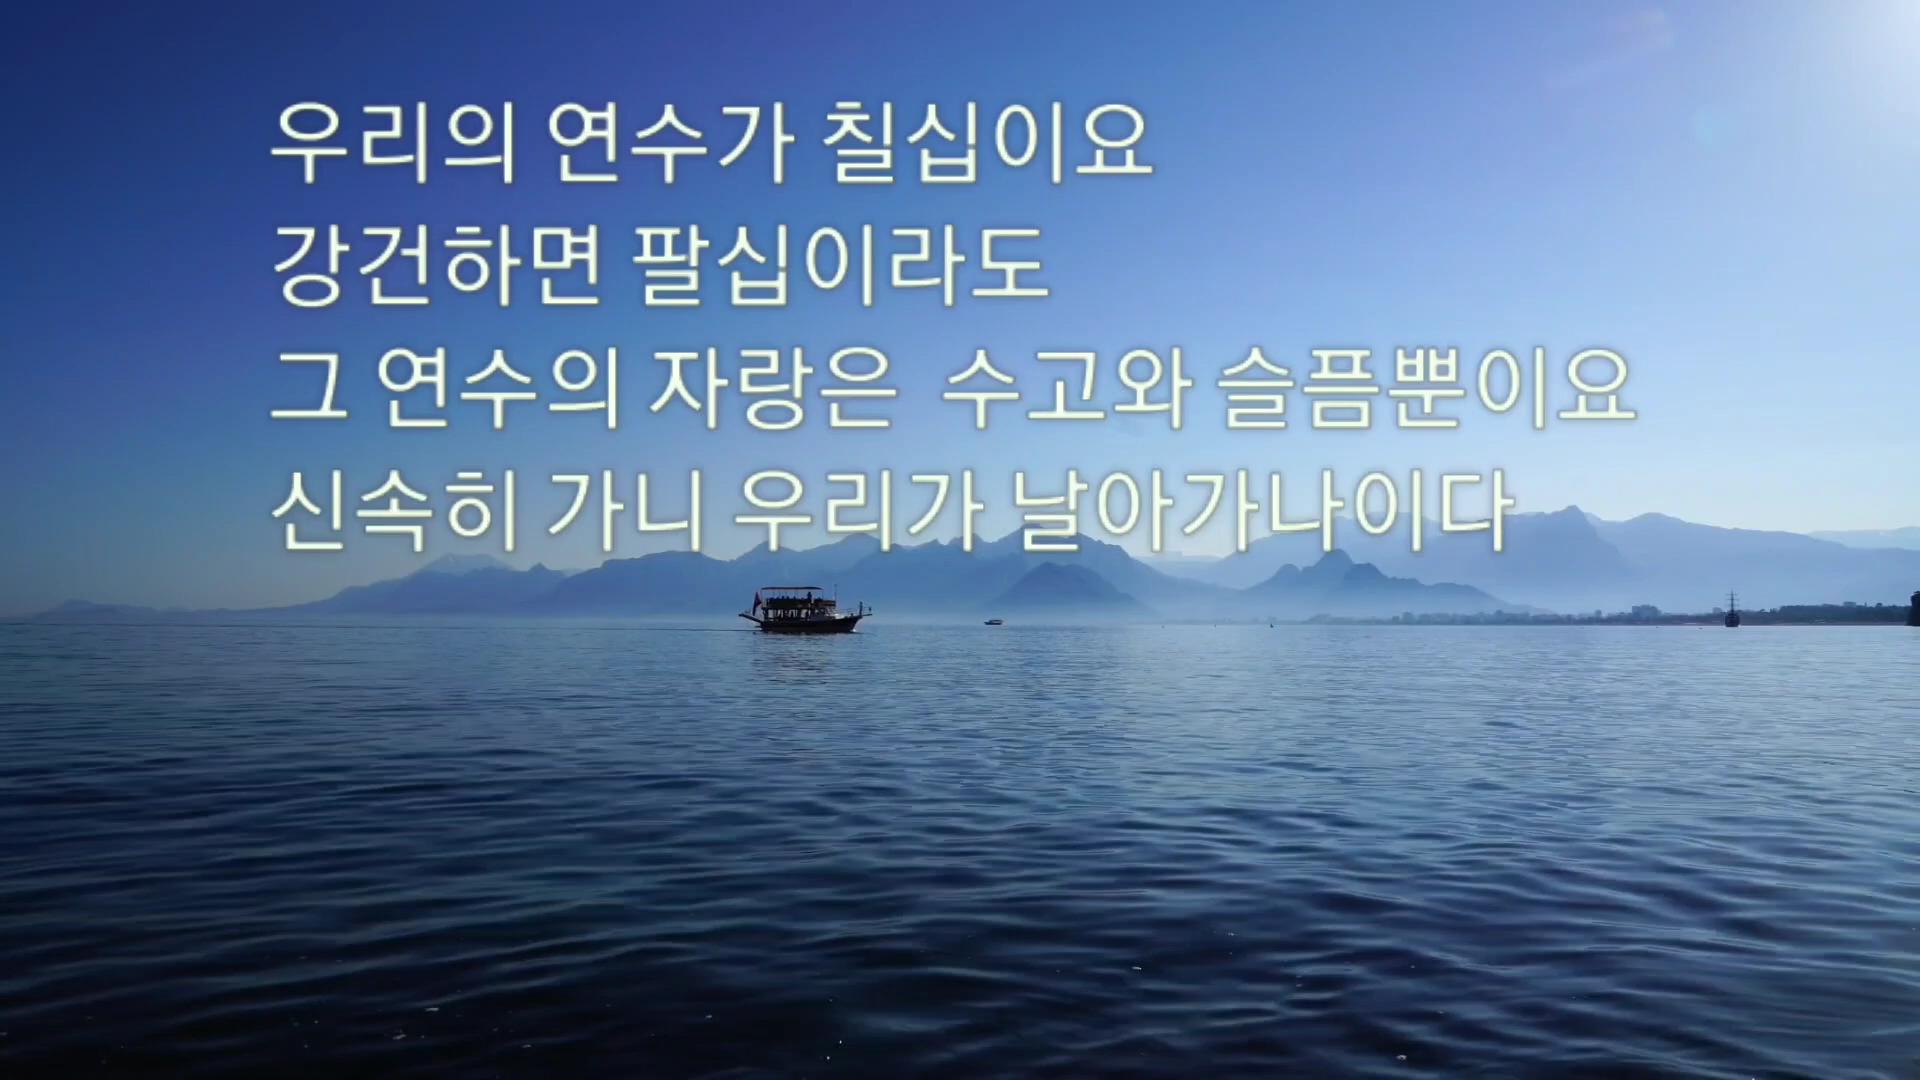 우리의 연수가 칠십이요
강건하면 팔십이라도
그 연수의 자랑은 수고와 슬픔뿐이요
신속히 가니 우리가 날아가나이다